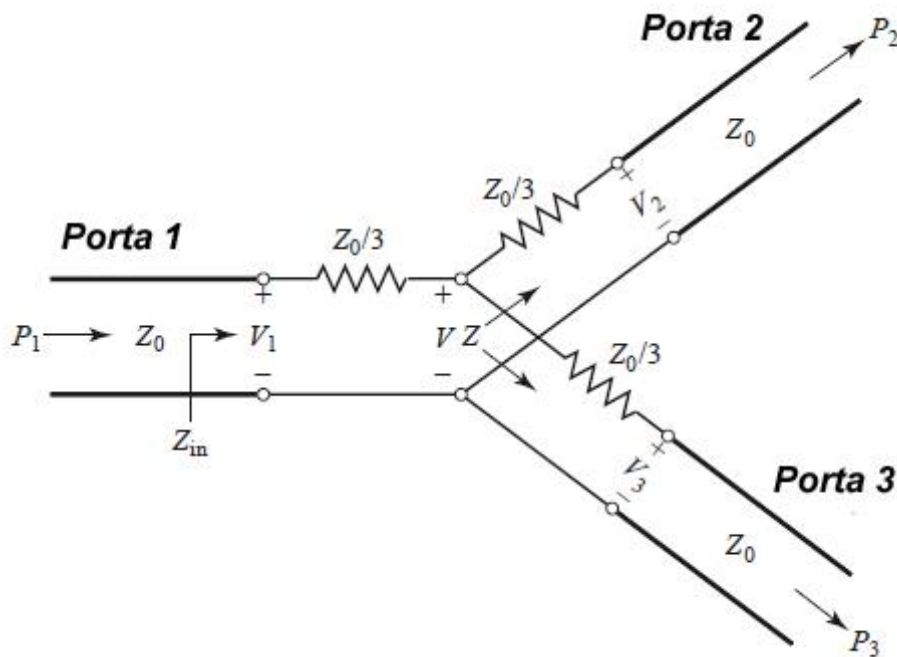 Porta 2
P₂
Z₀
Z₀/3
+
V₂
−
Porta 1
Z₀/3
+
+
P₁
Z₀
V₁
V
Z
Z₀/3
−
−
Z_in
+
V₃
−
Porta 3
Z₀
P₃